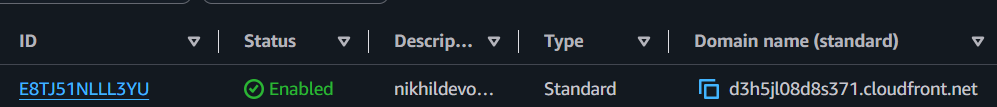 ID Status Descrip... Type Domain name (standard)
E8TJ51NLLL3YU Enabled nikhildevo... Standard d3h5jl08d8s371.cloudfront.net